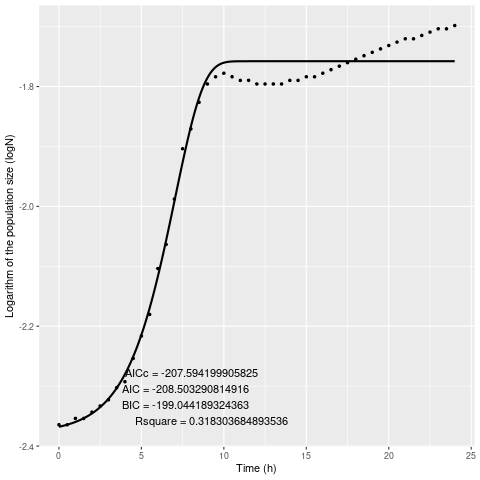 Logarithm of the population size (logN)
-1.8
-2.0
-2.2
-2.4
AICc = -207.594199905825
AIC = -208.503290814916
BIC = -199.044189324363
Rsquare = 0.318303684893536
0 5 10 15 20 25
Time (h)